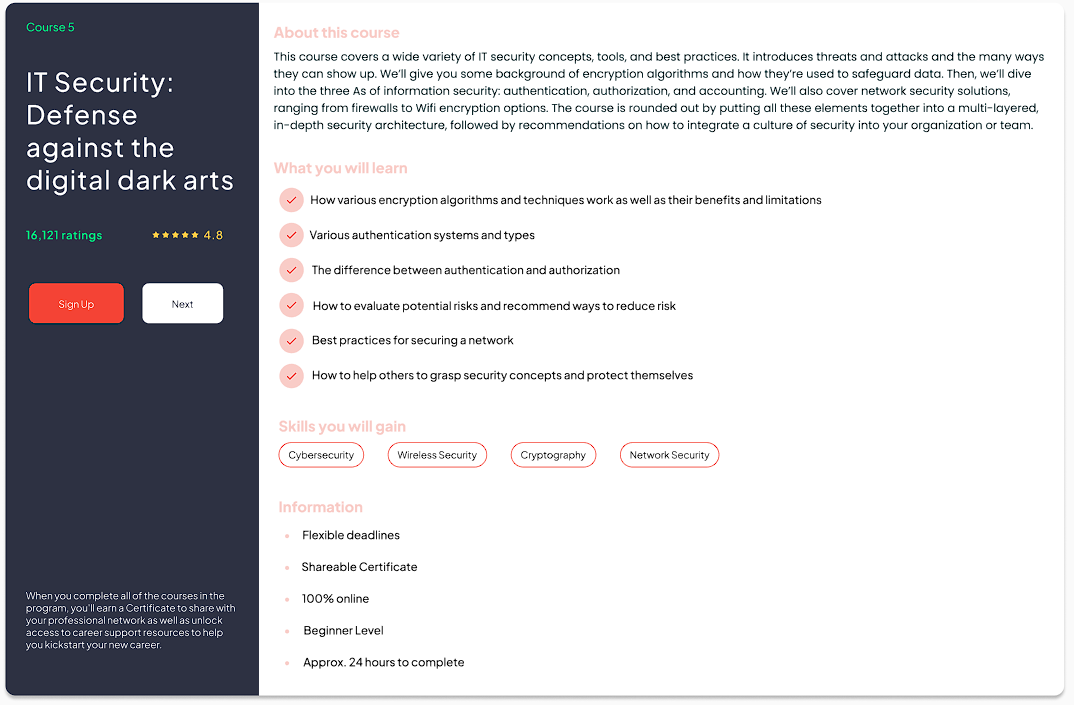 Course 5
IT Security:
Defense
against the
digital dark arts
16,121 ratings
4.8
Sign Up
Next
When you complete all of the courses in the
program, you'll earn a Certificate to share with
your professional network as well as unlock
access to career support resources to help
you kickstart your new career.
About this course
This course covers a wide variety of IT security concepts, tools, and best practices. It introduces threats and attacks and the many ways
they can show up. We'll give you some background of encryption algorithms and how they're used to safeguard data. Then, we'll dive
into the three As of information security: authentication, authorization, and accounting. We'll also cover network security solutions,
ranging from firewalls to Wifi encryption options. The course is rounded out by putting all these elements together into a multi-layered,
in-depth security architecture, followed by recommendations on how to integrate a culture of security into your organization or team.
What you will learn
How various encryption algorithms and techniques work as well as their benefits and limitations
Various authentication systems and types
The difference between authentication and authorization
How to evaluate potential risks and recommend ways to reduce risk
Best practices for securing a network
How to help others to grasp security concepts and protect themselves
Skills you will gain
Cybersecurity
Wireless Security
Cryptography
Network Security
Information
Flexible deadlines
Shareable Certificate
100% online
Beginner Level
Approx. 24 hours to complete